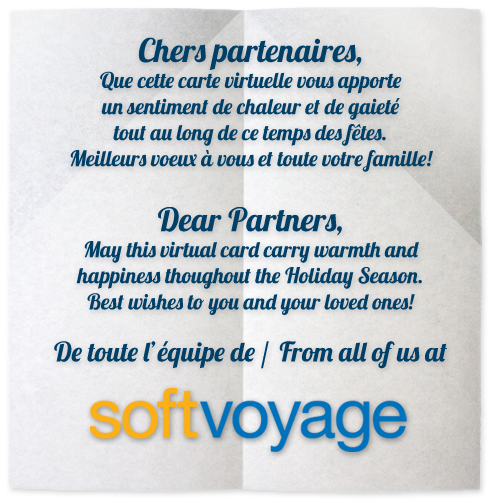 Chers partenaires,
Que cette carte virtuelle vous apporte
un sentiment de chaleur et de gaieté
tout au long de ce temps des fêtes.
Meilleurs voeux à vous et toute votre famille!
Dear Partners,
May this virtual card carry warmth and
happiness thoughout the Holiday Season.
Best wishes to you and your loved ones!
De toute l'équipe de / From all of us at
softvoyage